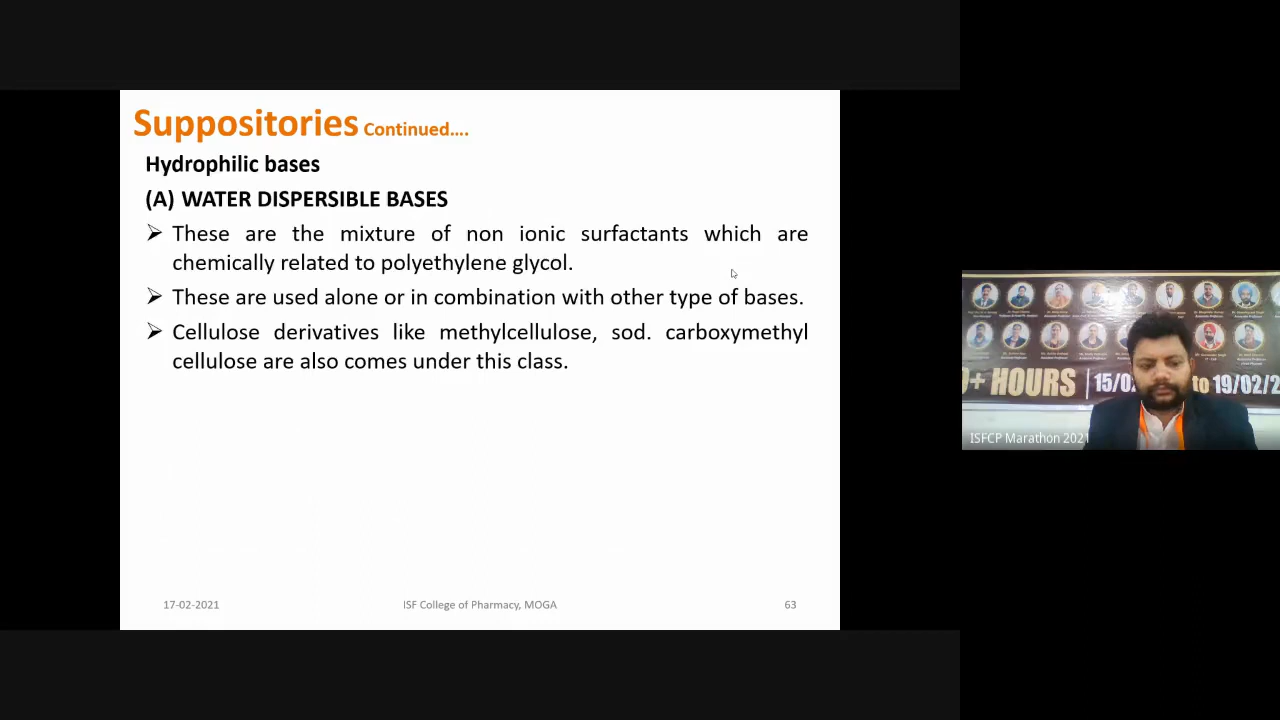 Suppositories Continued....
Hydrophilic bases
(A) WATER DISPERSIBLE BASES
➢ These are the mixture of non ionic surfactants which are
chemically related to polyethylene glycol.
➢ These are used alone or in combination with other type of bases.
➢ Cellulose derivatives like methylcellulose, sod. carboxymethyl
cellulose are also comes under this class.
17-02-2021 ISF College of Pharmacy, MOGA 63
0+ HOURS 15/02 to 19/02/2
ISFCP Marathon 2021